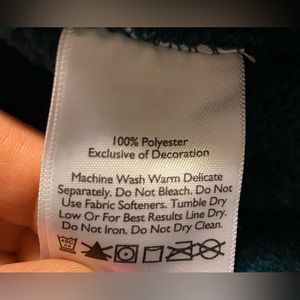 100% Polyester
Exclusive of Decoration
Machine Wash Warm Delicate
Separately. Do Not Bleach. Do Not
Use Fabric Softeners. Tumble Dry
Low Or For Best Results Line Dry.
Do Not Iron. Do Not Dry Clean.